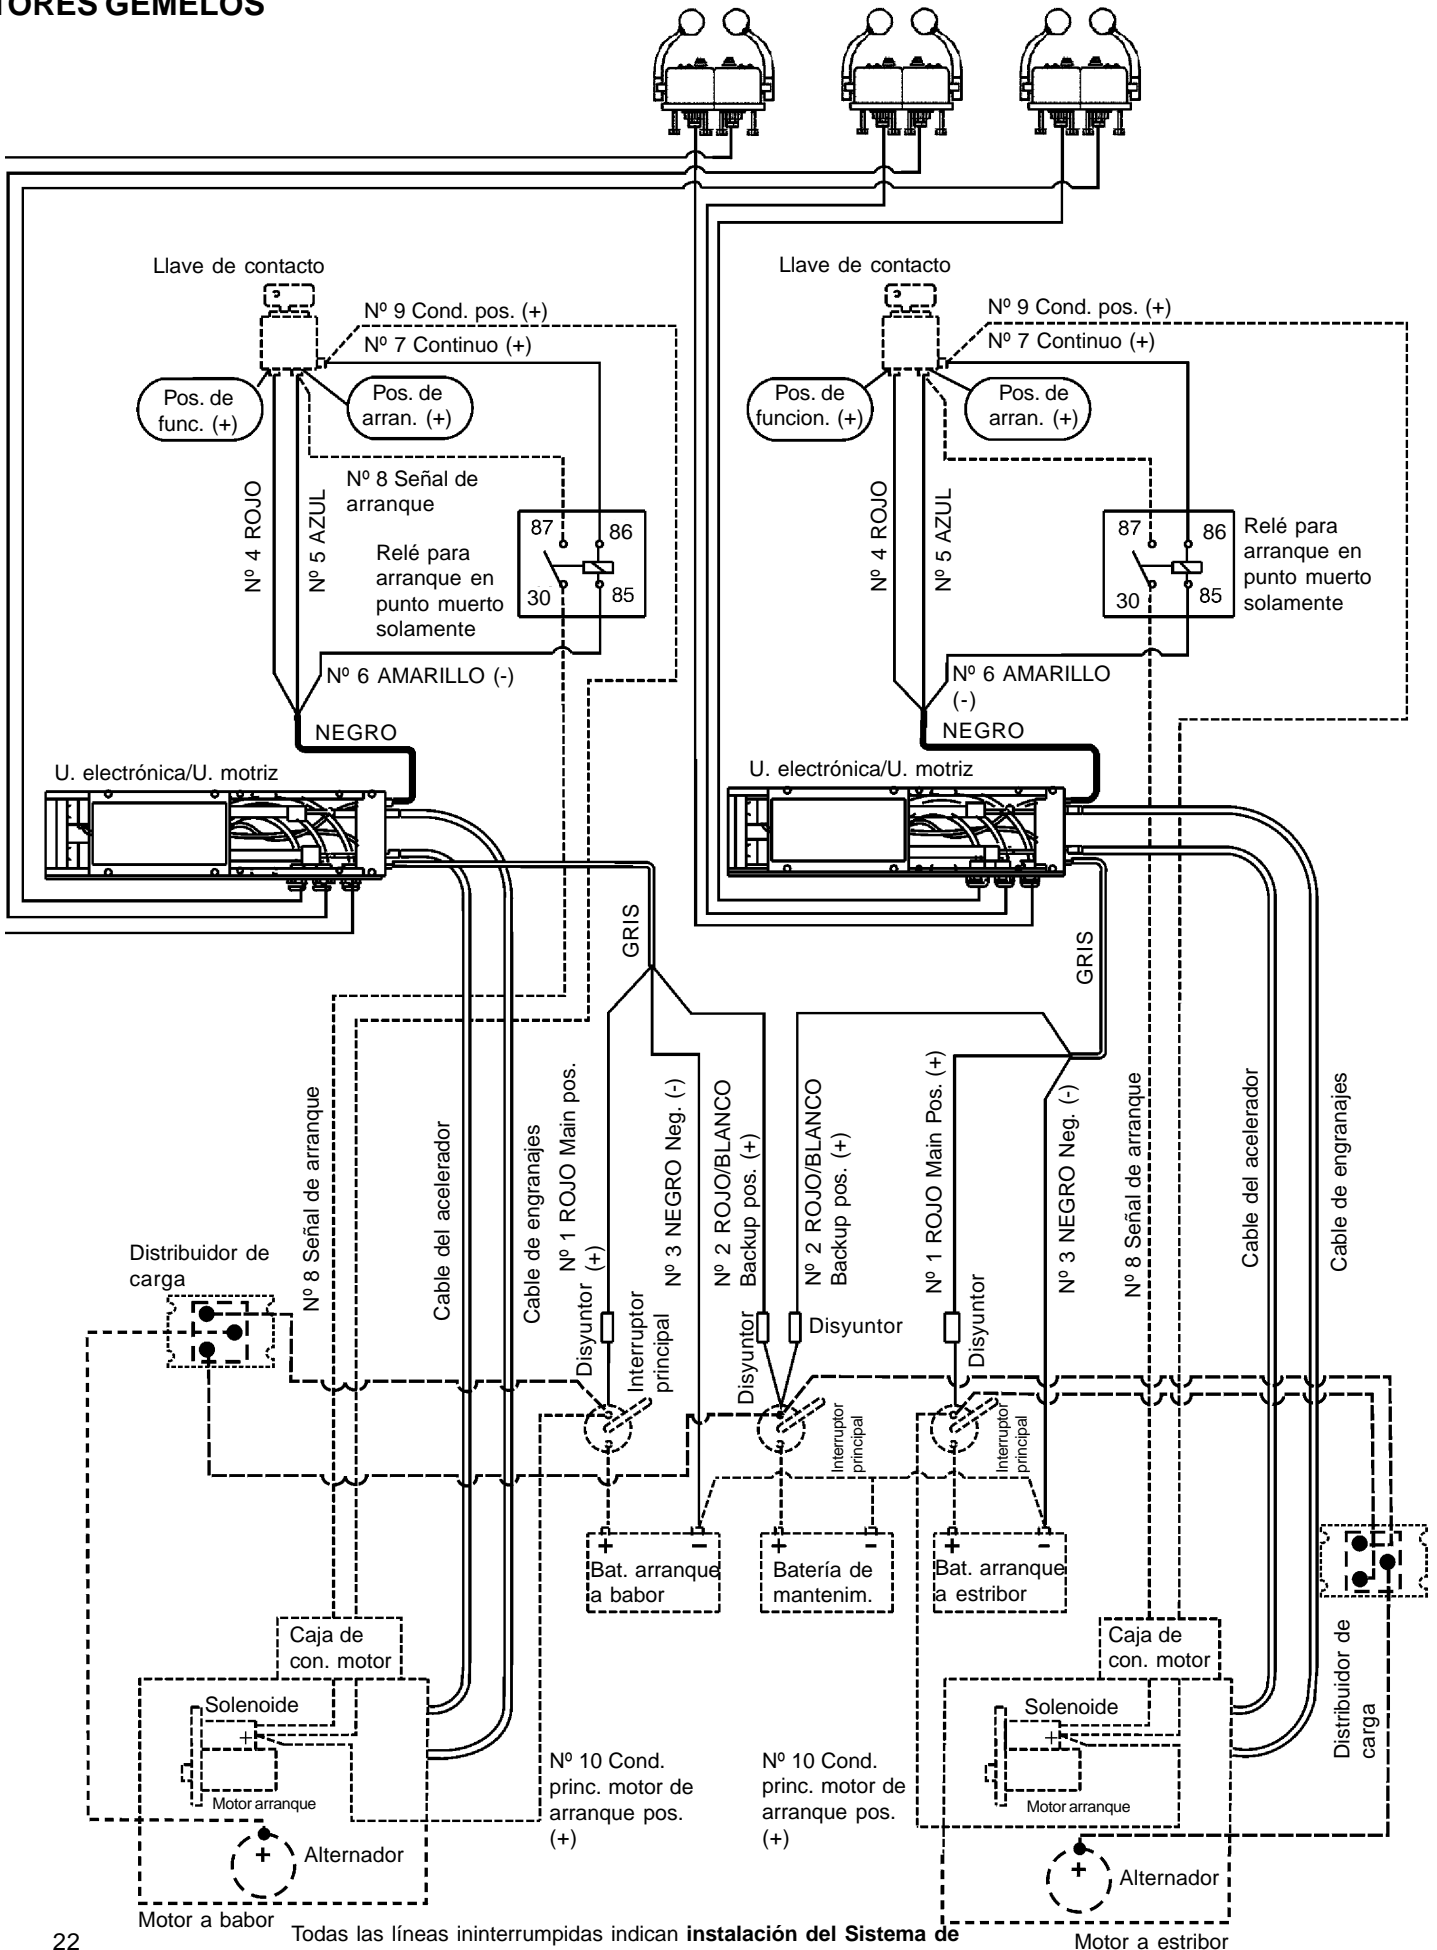 TORES GEMELOS
Llave de contacto
Llave de contacto
Nº 9 Cond. pos. (+)
Nº 7 Continuo (+)
Nº 9 Cond. pos. (+)
Nº 7 Continuo (+)
Pos. de
func. (+)
Pos. de
arran. (+)
Pos. de
funcion. (+)
Pos. de
arran. (+)
Nº 8 Señal de
arranque
Nº 4 ROJO
Nº 5 AZUL
Nº 4 ROJO
Nº 5 AZUL
87
86
30
85
87
86
30
85
Relé para
arranque en
punto muerto
solamente
Relé para
arranque en
punto muerto
solamente
Nº 6 AMARILLO (-)
Nº 6 AMARILLO
(-)
NEGRO
NEGRO
U. electrónica/U. motriz
U. electrónica/U. motriz
GRIS
GRIS
Nº 8 Señal de arranque
Cable del acelerador
Cable de engranajes
Nº 1 ROJO Main pos.
(+)
Nº 3 NEGRO Neg. (-)
Nº 2 ROJO/BLANCO
Backup pos. (+)
Nº 2 ROJO/BLANCO
Backup pos. (+)
Nº 1 ROJO Main Pos. (+)
Nº 3 NEGRO Neg. (-)
Nº 8 Señal de arranque
Cable del acelerador
Cable de engranajes
Distribuidor de
carga
Disyuntor
Interruptor
principal
Disyuntor
Disyuntor
Disyuntor
Interruptor
principal
Interruptor
principal
+
-
+
-
+
-
Bat. arranque
a babor
Batería de
mantenim.
Bat. arranque
a estribor
Caja de
con. motor
Caja de
con. motor
Distribuidor de
carga
Solenoide
+
Solenoide
+
Motor arranque
Motor arranque
Nº 10 Cond.
princ. motor de
arranque pos.
(+)
Nº 10 Cond.
princ. motor de
arranque pos.
(+)
+
Alternador
+
Alternador
Motor a babor
Motor a estribor
Todas las líneas ininterrumpidas indican instalación del Sistema de
22